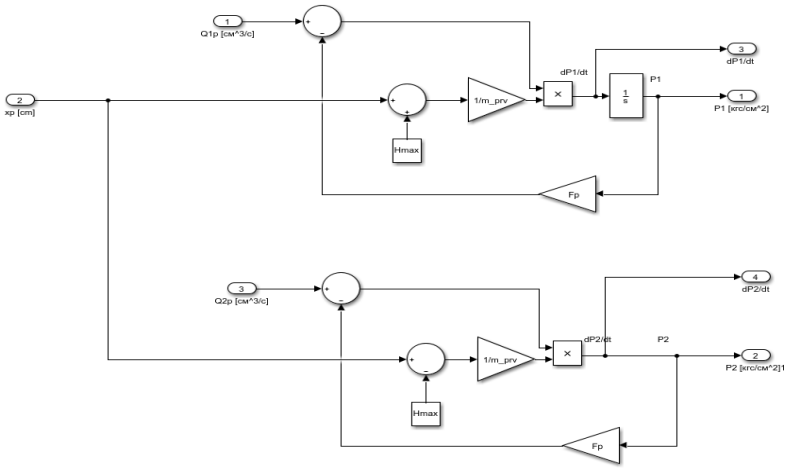 1
Q1p [см^3/с]
+
−
2
xp [cm]
+
+
Hmax
1/m_prv
×
dP1/dt
1
s
P1
3
dP1/dt
1
P1 [кгс/см^2]
Fp
3
Q2p [см^3/с]
+
−
+
−
Hmax
1/m_prv
×
dP2/dt
P2
4
dP2/dt
2
P2 [кгс/см^2]1
Fp